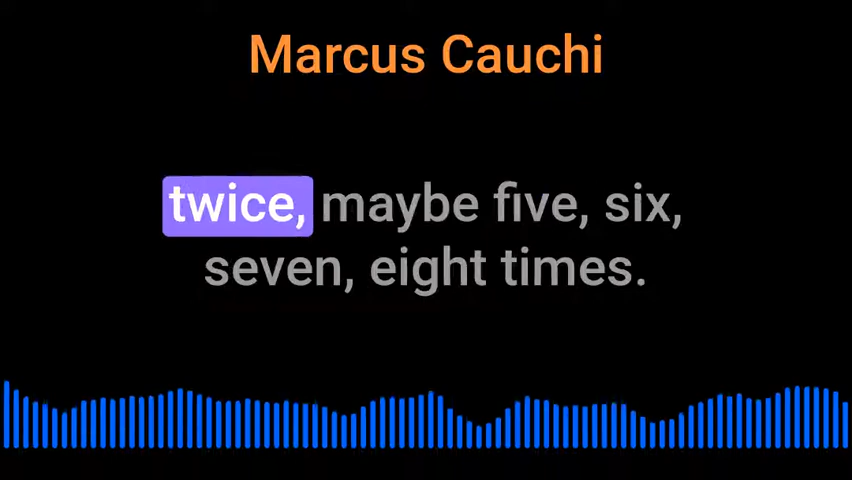 Marcus Cauchi
twice, maybe five, six,
seven, eight times.